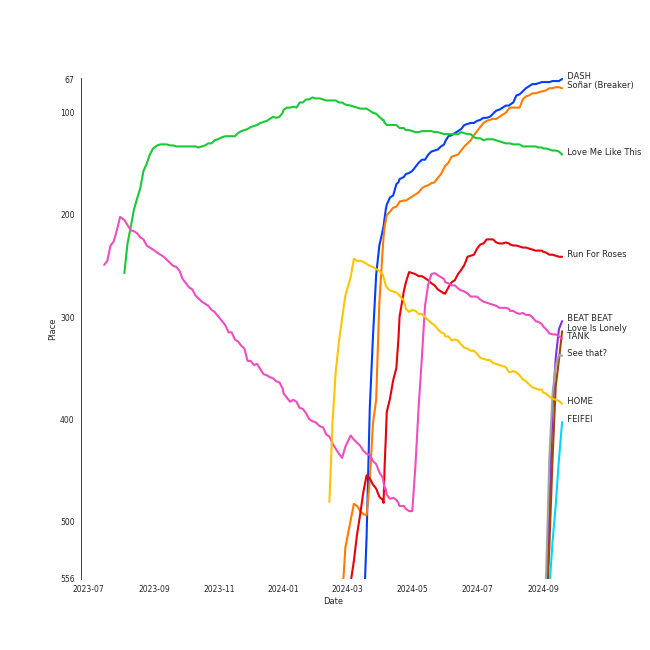 67
100
200
300
400
500
556
Place
2023-07
2023-09
2023-11
2024-01
2024-03
2024-05
2024-07
2024-09
Date
DASH
Soñar (Breaker)
Love Me Like This
Run For Roses
BEAT BEAT
Love Is Lonely
TANK
See that?
HOME
FEIFEI